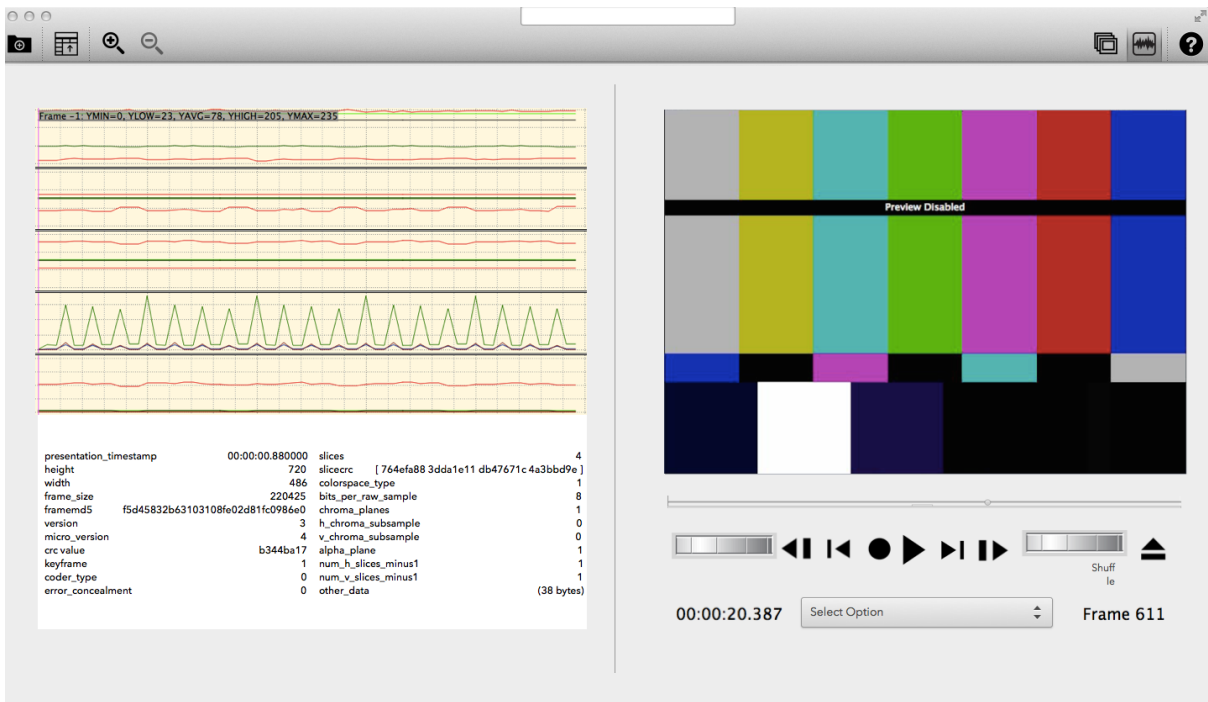 Frame -1: YMIN=0, YLOW=23, YAVG=78, YHIGH=205, YMAX=235
presentation_timestamp 00:00:00.880000 slices 4
height 720 slicecrc [ 764efa88 3dda1e11 db47671c 4a3bbd9e ]
width 486 colorspace_type 1
frame_size 220425 bits_per_raw_sample 8
framemd5 f5d45832b63103108fe02d81fc0986e0 chroma_planes 1
version 3 h_chroma_subsample 0
micro_version 4 v_chroma_subsample 0
crc value b344ba17 alpha_plane 1
keyframe 1 num_h_slices_minus1 1
coder_type 0 num_v_slices_minus1 1
error_concealment 0 other_data (38 bytes)
Preview Disabled
Shuff
le
00:00:20.387 Select Option Frame 611